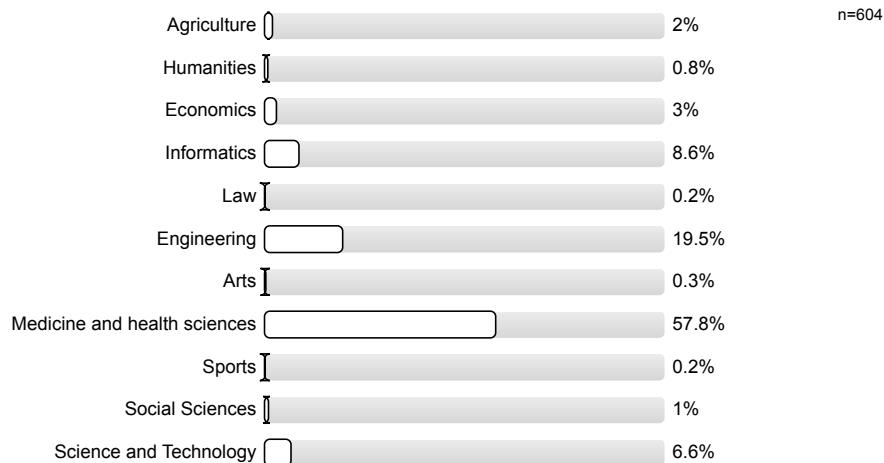 n=604
Agriculture 2%
Humanities 0.8%
Economics 3%
Informatics 8.6%
Law 0.2%
Engineering 19.5%
Arts 0.3%
Medicine and health sciences 57.8%
Sports 0.2%
Social Sciences 1%
Science and Technology 6.6%